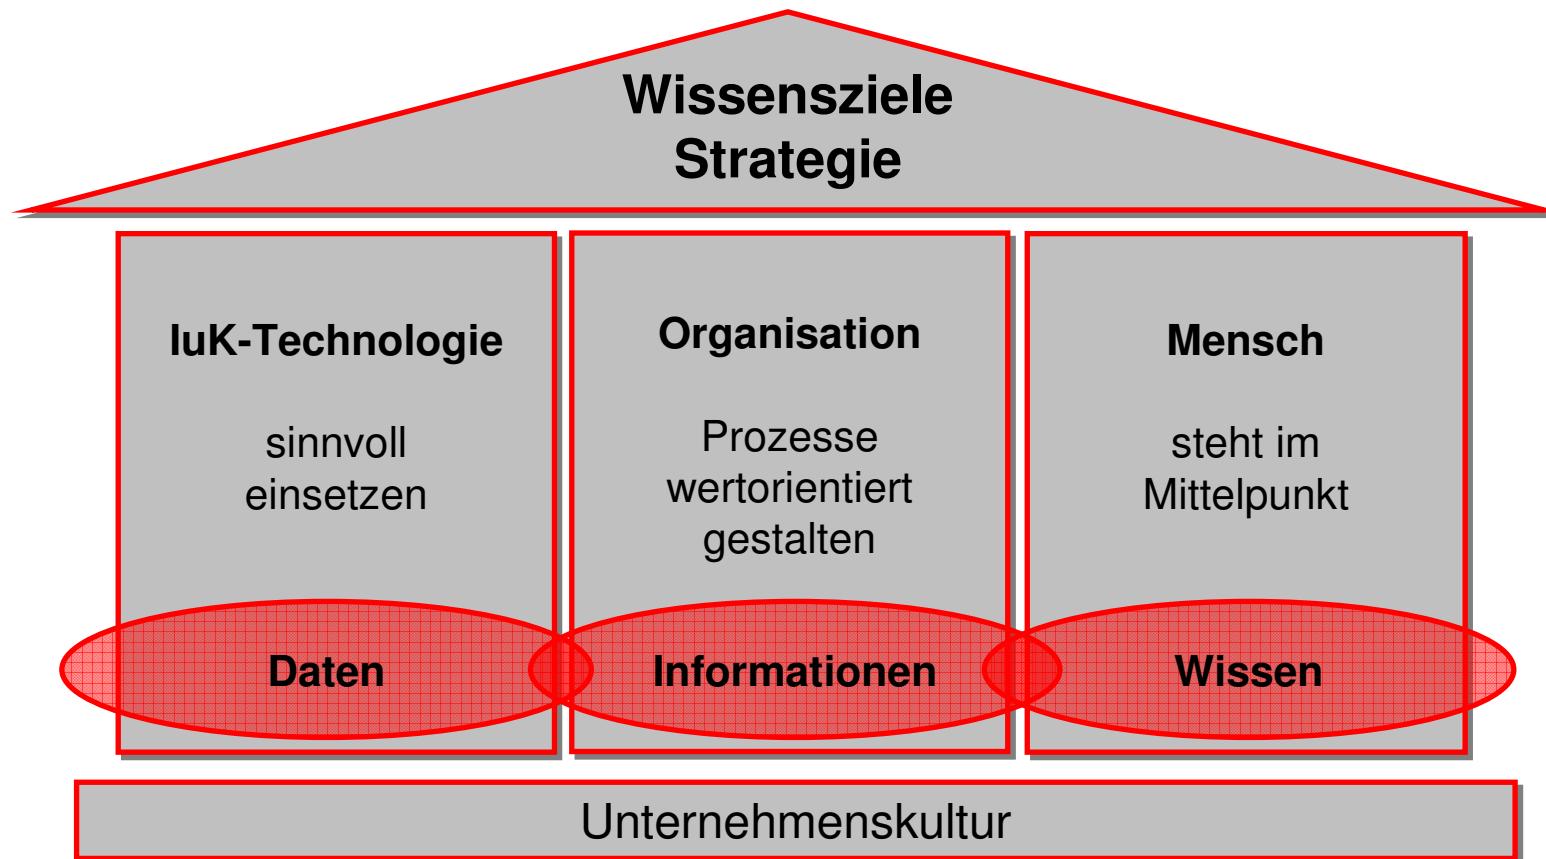 Wissensziele
Strategie
IuK-Technologie
sinnvoll
einsetzen
Daten
Organisation
Prozesse
wertorientiert
gestalten
Informationen
Mensch
steht im
Mittelpunkt
Wissen
Unternehmenskultur